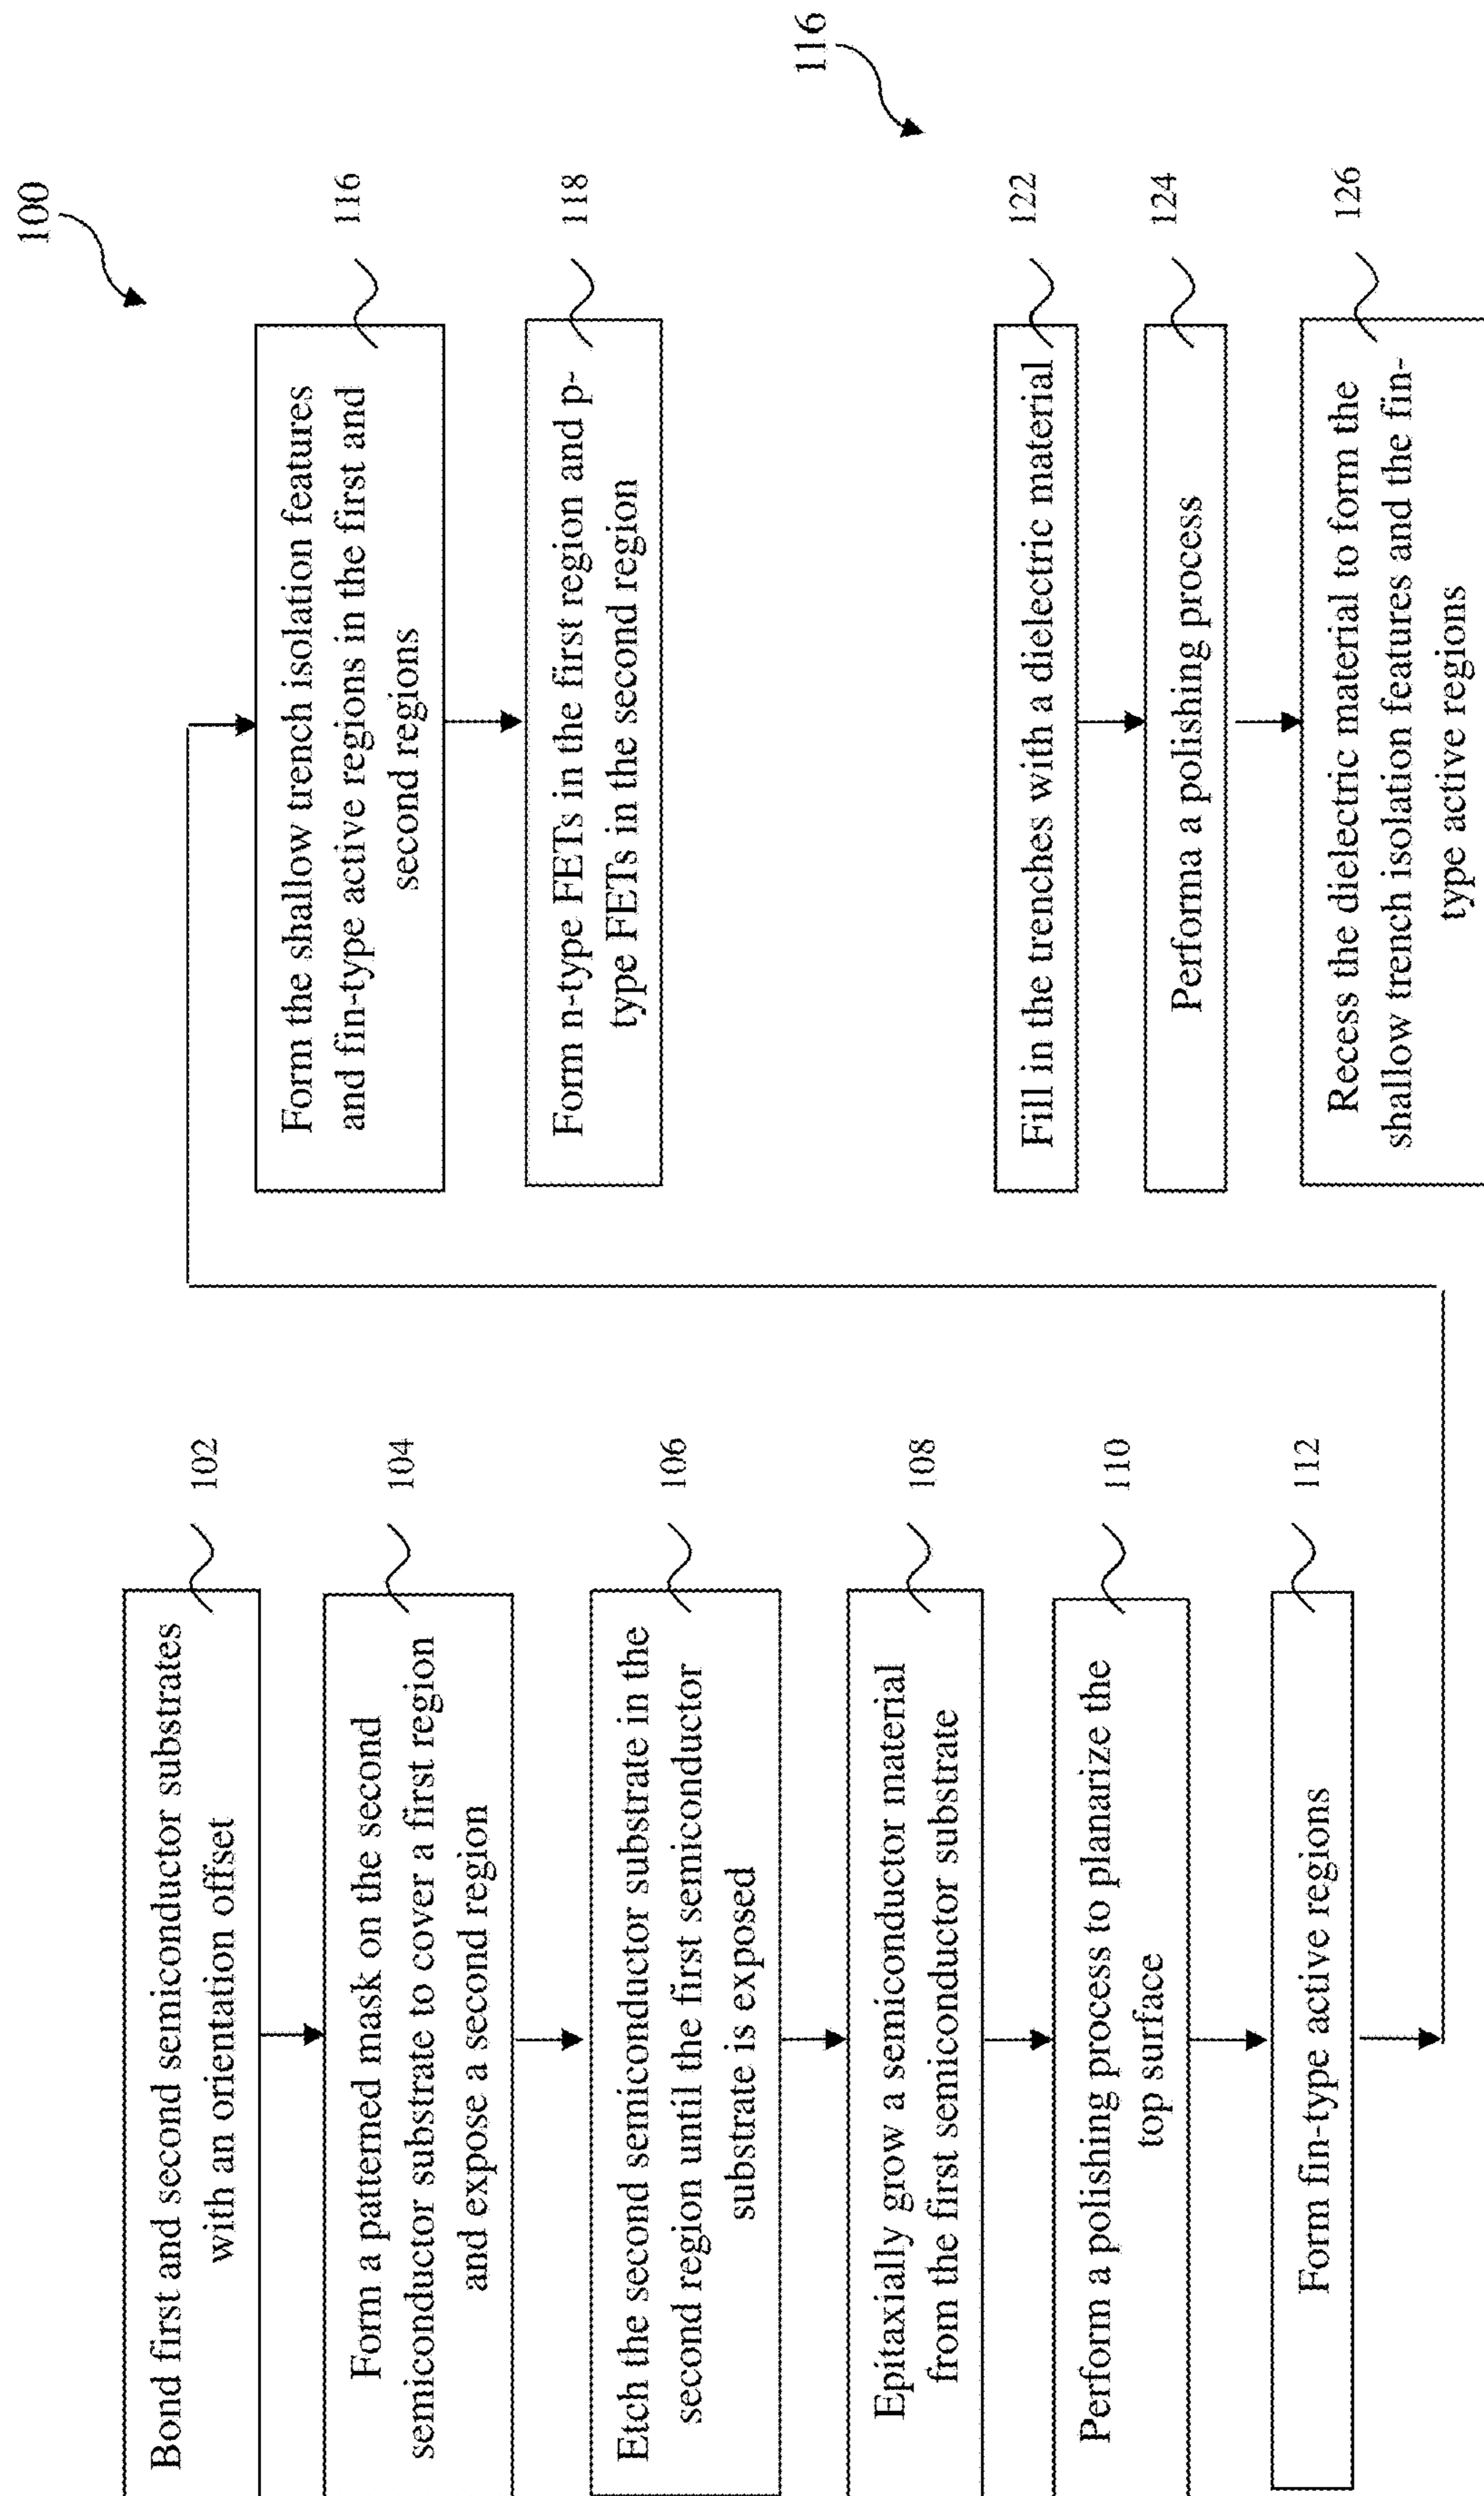 100
Bond first and second semiconductor substrates
with an orientation offset
102
Form a patterned mask on the second
semiconductor substrate to cover a first region
and expose a second region
104
Etch the second semiconductor substrate in the
second region until the first semiconductor
substrate is exposed
106
Epitaxially grow a semiconductor material
from the first semiconductor substrate
108
Perform a polishing process to planarize the
top surface
110
Form fin-type active regions
112
Form the shallow trench isolation features
and fin-type active regions in the first and
second regions
116
Form n-type FETs in the first region and p-
type FETs in the second region
118
116
Fill in the trenches with a dielectric material
122
Performa a polishing process
124
Recess the dielectric material to form the
shallow trench isolation features and the fin-
type active regions
126